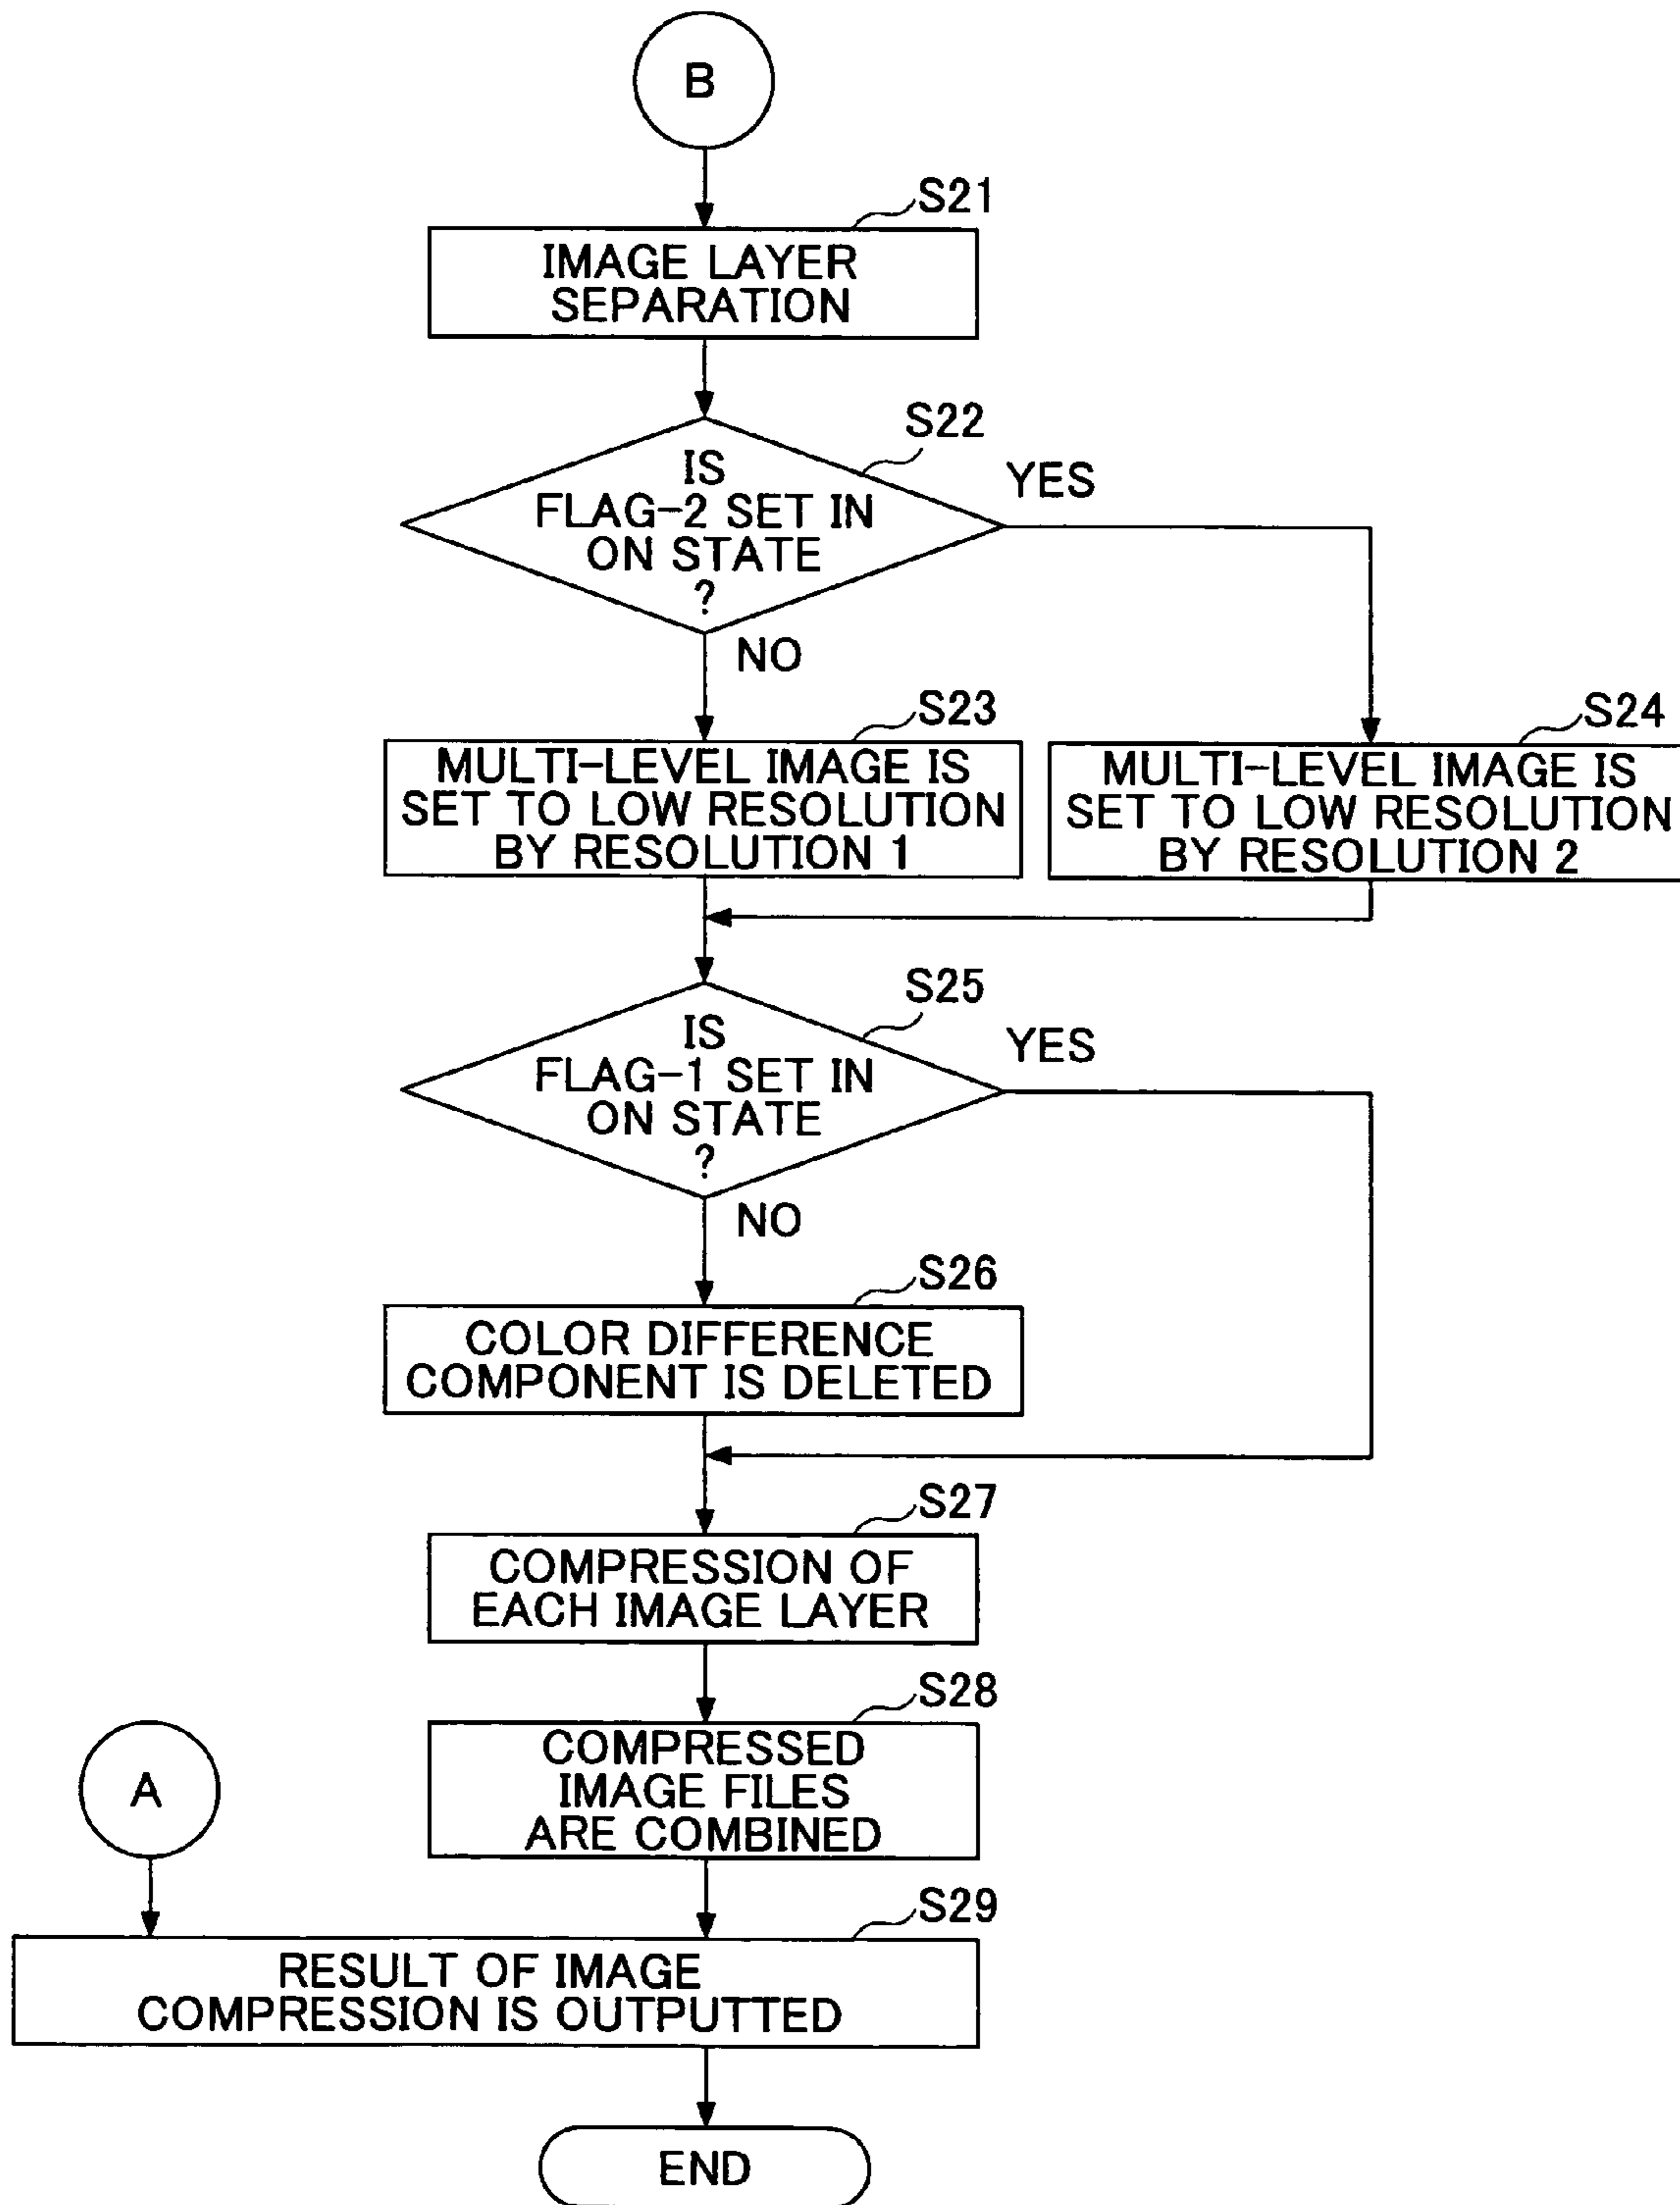 B
S21
IMAGE LAYER
SEPARATION
S22
IS
FLAG-2 SET IN
ON STATE
?
YES
NO
S23
MULTI-LEVEL IMAGE IS
SET TO LOW RESOLUTION
BY RESOLUTION 1
S24
MULTI-LEVEL IMAGE IS
SET TO LOW RESOLUTION
BY RESOLUTION 2
S25
IS
FLAG-1 SET IN
ON STATE
?
YES
NO
S26
COLOR DIFFERENCE
COMPONENT IS DELETED
S27
COMPRESSION OF
EACH IMAGE LAYER
S28
COMPRESSED
IMAGE FILES
ARE COMBINED
A
S29
RESULT OF IMAGE
COMPRESSION IS OUTPUTTED
END